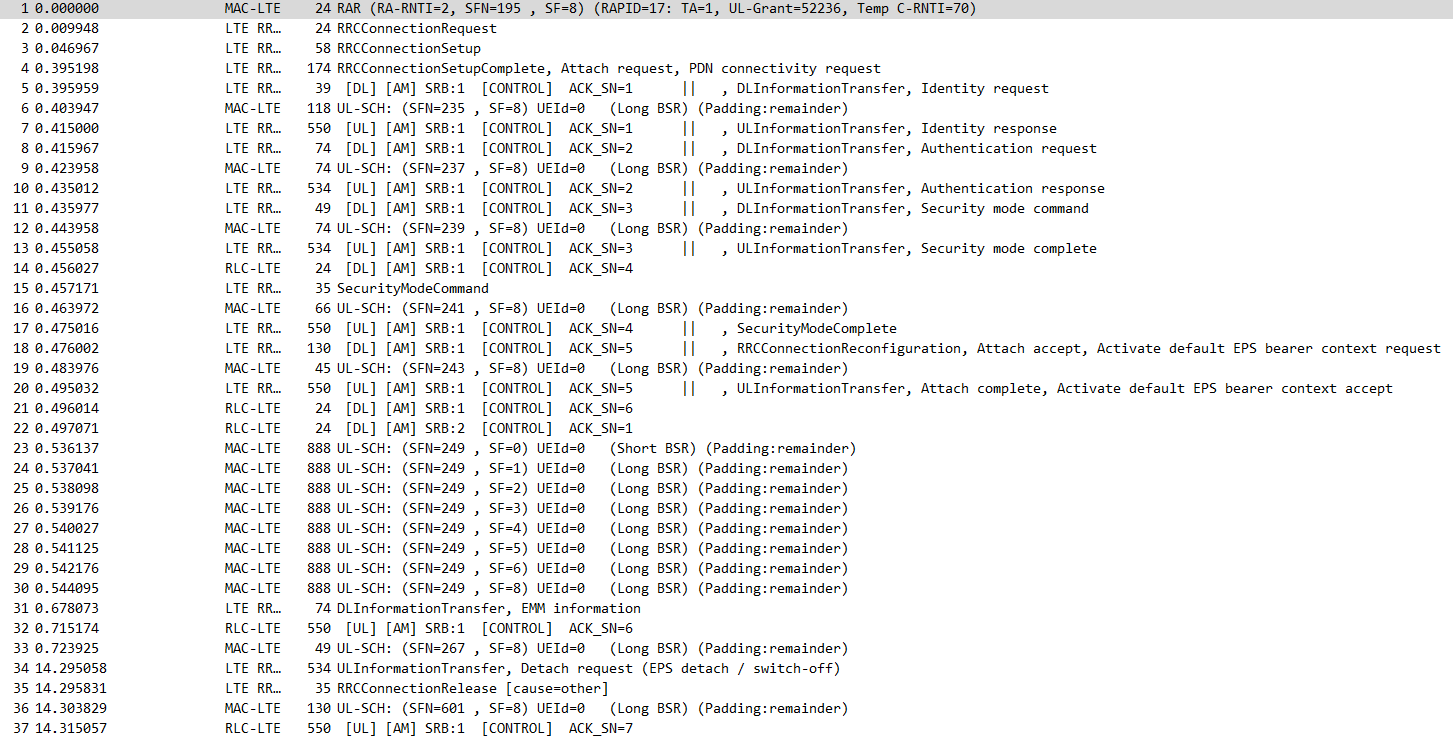 1 0.000000 MAC-LTE 24 RAR (RA-RNTI=2, SFN=195 , SF=8) (RAPID=17: TA=1, UL-Grant=52236, Temp C-RNTI=70)
2 0.009948 LTE RR… 24 RRCConnectionRequest
3 0.046967 LTE RR… 58 RRCConnectionSetup
4 0.395198 LTE RR… 174 RRCConnectionSetupComplete, Attach request, PDN connectivity request
5 0.395959 LTE RR… 39 [DL] [AM] SRB:1 [CONTROL] ACK_SN=1 || , DLInformationTransfer, Identity request
6 0.403947 MAC-LTE 118 UL-SCH: (SFN=235 , SF=8) UEId=0 (Long BSR) (Padding:remainder)
7 0.415000 LTE RR… 550 [UL] [AM] SRB:1 [CONTROL] ACK_SN=1 || , ULInformationTransfer, Identity response
8 0.415967 LTE RR… 74 [DL] [AM] SRB:1 [CONTROL] ACK_SN=2 || , DLInformationTransfer, Authentication request
9 0.423958 MAC-LTE 74 UL-SCH: (SFN=237 , SF=8) UEId=0 (Long BSR) (Padding:remainder)
10 0.435012 LTE RR… 534 [UL] [AM] SRB:1 [CONTROL] ACK_SN=2 || , ULInformationTransfer, Authentication response
11 0.435977 LTE RR… 49 [DL] [AM] SRB:1 [CONTROL] ACK_SN=3 || , DLInformationTransfer, Security mode command
12 0.443958 MAC-LTE 74 UL-SCH: (SFN=239 , SF=8) UEId=0 (Long BSR) (Padding:remainder)
13 0.455058 LTE RR… 534 [UL] [AM] SRB:1 [CONTROL] ACK_SN=3 || , ULInformationTransfer, Security mode complete
14 0.456027 RLC-LTE 24 [DL] [AM] SRB:1 [CONTROL] ACK_SN=4
15 0.457171 LTE RR… 35 SecurityModeCommand
16 0.463972 MAC-LTE 66 UL-SCH: (SFN=241 , SF=8) UEId=0 (Long BSR) (Padding:remainder)
17 0.475016 LTE RR… 550 [UL] [AM] SRB:1 [CONTROL] ACK_SN=4 || , SecurityModeComplete
18 0.476002 LTE RR… 130 [DL] [AM] SRB:1 [CONTROL] ACK_SN=5 || , RRCConnectionReconfiguration, Attach accept, Activate default EPS bearer context request
19 0.483976 MAC-LTE 45 UL-SCH: (SFN=243 , SF=8) UEId=0 (Long BSR) (Padding:remainder)
20 0.495032 LTE RR… 550 [UL] [AM] SRB:1 [CONTROL] ACK_SN=5 || , ULInformationTransfer, Attach complete, Activate default EPS bearer context accept
21 0.496014 RLC-LTE 24 [DL] [AM] SRB:1 [CONTROL] ACK_SN=6
22 0.497071 RLC-LTE 24 [DL] [AM] SRB:2 [CONTROL] ACK_SN=1
23 0.536137 MAC-LTE 888 UL-SCH: (SFN=249 , SF=0) UEId=0 (Short BSR) (Padding:remainder)
24 0.537041 MAC-LTE 888 UL-SCH: (SFN=249 , SF=1) UEId=0 (Long BSR) (Padding:remainder)
25 0.538098 MAC-LTE 888 UL-SCH: (SFN=249 , SF=2) UEId=0 (Long BSR) (Padding:remainder)
26 0.539176 MAC-LTE 888 UL-SCH: (SFN=249 , SF=3) UEId=0 (Long BSR) (Padding:remainder)
27 0.540027 MAC-LTE 888 UL-SCH: (SFN=249 , SF=4) UEId=0 (Long BSR) (Padding:remainder)
28 0.541125 MAC-LTE 888 UL-SCH: (SFN=249 , SF=5) UEId=0 (Long BSR) (Padding:remainder)
29 0.542176 MAC-LTE 888 UL-SCH: (SFN=249 , SF=6) UEId=0 (Long BSR) (Padding:remainder)
30 0.544095 MAC-LTE 888 UL-SCH: (SFN=249 , SF=8) UEId=0 (Long BSR) (Padding:remainder)
31 0.678073 LTE RR… 74 DLInformationTransfer, EMM information
32 0.715174 RLC-LTE 550 [UL] [AM] SRB:1 [CONTROL] ACK_SN=6
33 0.723925 MAC-LTE 49 UL-SCH: (SFN=267 , SF=8) UEId=0 (Long BSR) (Padding:remainder)
34 14.295058 LTE RR… 534 ULInformationTransfer, Detach request (EPS detach / switch-off)
35 14.295831 LTE RR… 35 RRCConnectionRelease [cause=other]
36 14.303829 MAC-LTE 130 UL-SCH: (SFN=601 , SF=8) UEId=0 (Long BSR) (Padding:remainder)
37 14.315057 RLC-LTE 550 [UL] [AM] SRB:1 [CONTROL] ACK_SN=7